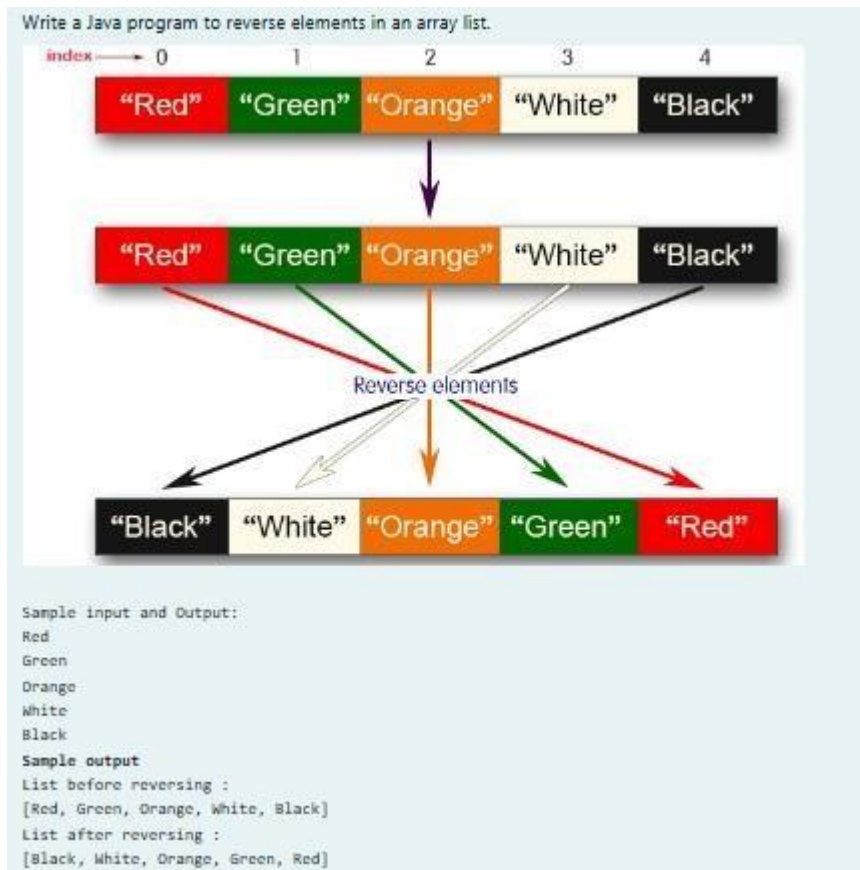 Write a Java program to reverse elements in an array list.
index 0 1 2 3 4
“Red” “Green” “Orange” “White” “Black”
“Red” “Green” “Orange” “White” “Black”
Reverse elements
“Black” “White” “Orange” “Green” “Red”
Sample input and Output:
Red
Green
Orange
White
Black
Sample output
List before reversing :
[Red, Green, Orange, White, Black]
List after reversing :
[Black, White, Orange, Green, Red]